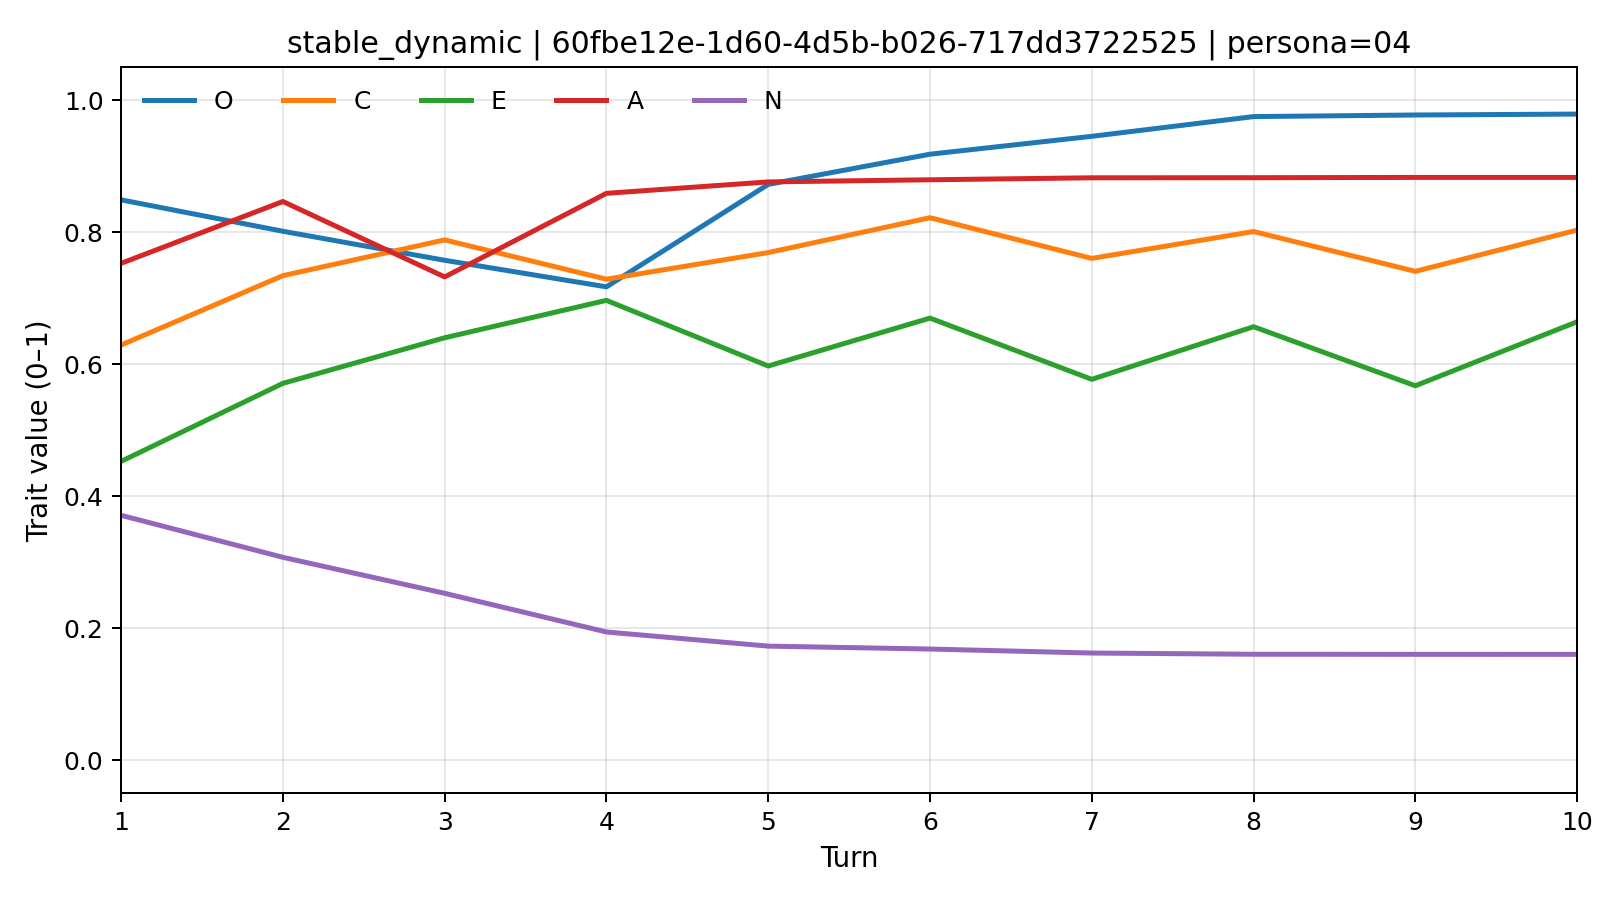 stable_dynamic | 60fbe12e-1d60-4d5b-b026-717dd3722525 | persona=04
O C E A N
1.0
0.8
0.6
0.4
0.2
0.0
Trait value (0–1)
1 2 3 4 5 6 7 8 9 10
Turn